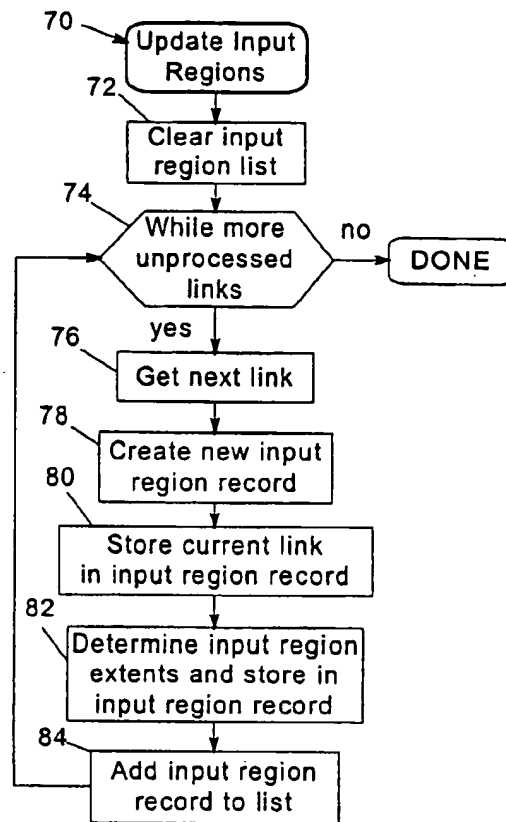 70
Update Input
Regions
72
Clear input
region list
74
While more
unprocessed
links
no
DONE
yes
76
Get next link
78
Create new input
region record
80
Store current link
in input region record
82
Determine input region
extents and store in
input region record
84
Add input region
record to list